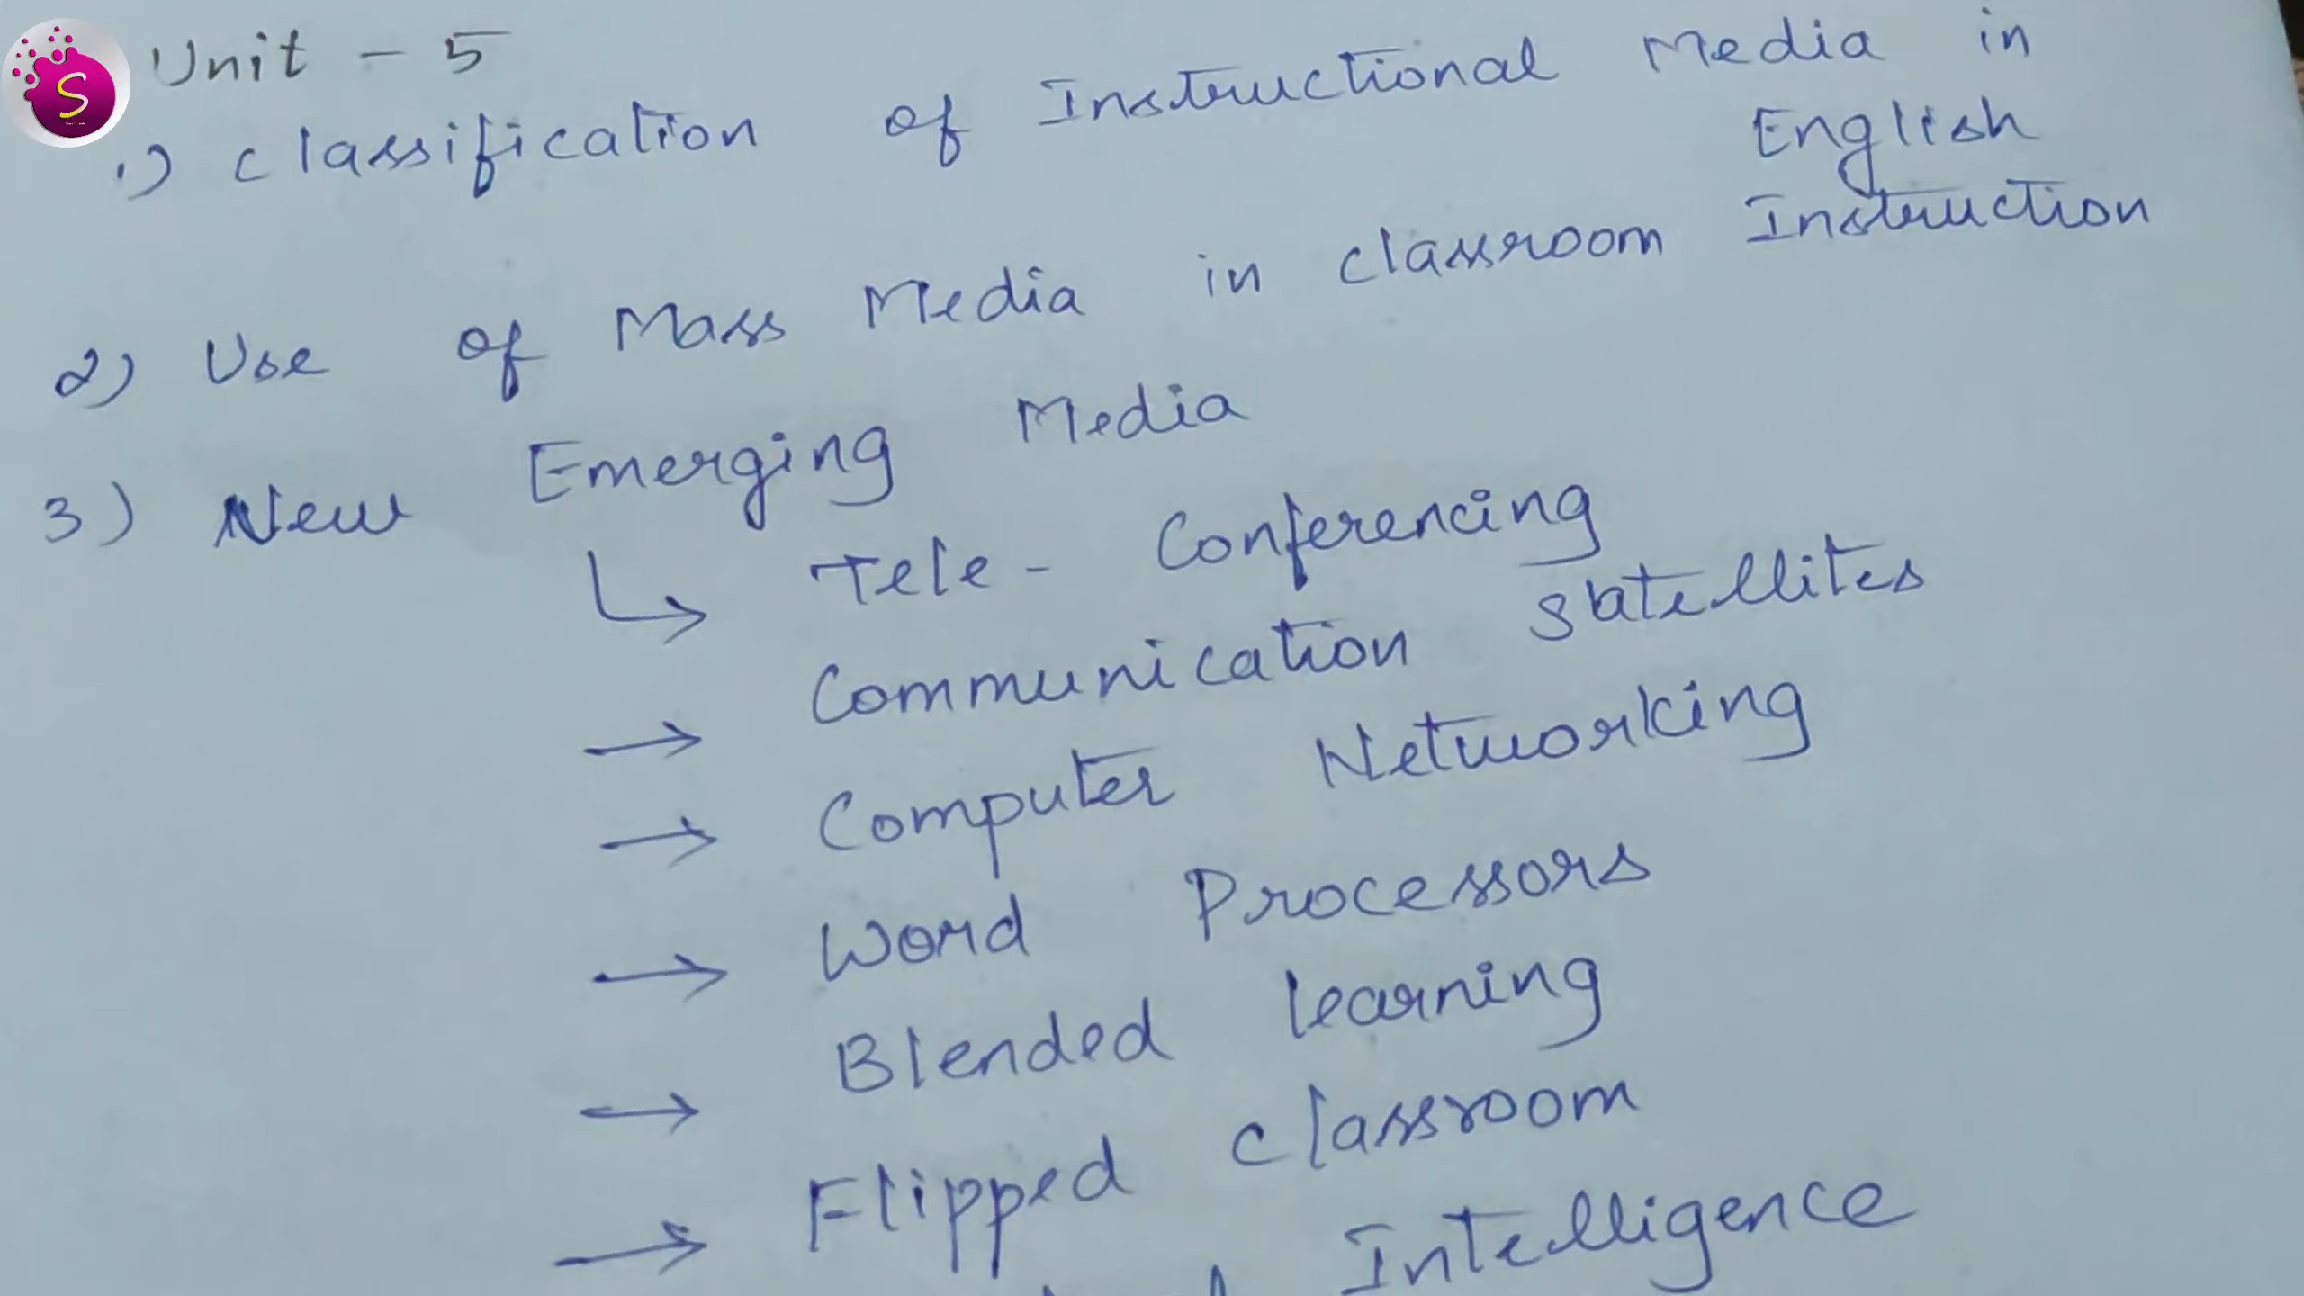 S
Unit - 5
1) Classification of Instructional Media in
English
2) Use of Mass Media in classroom Instruction
3) New Emerging Media
↳ Tele - Conferencing
→ Communication Satellites
→ Computer Networking
→ Word Processors
→ Blended learning
→ Flipped classroom
Intelligence